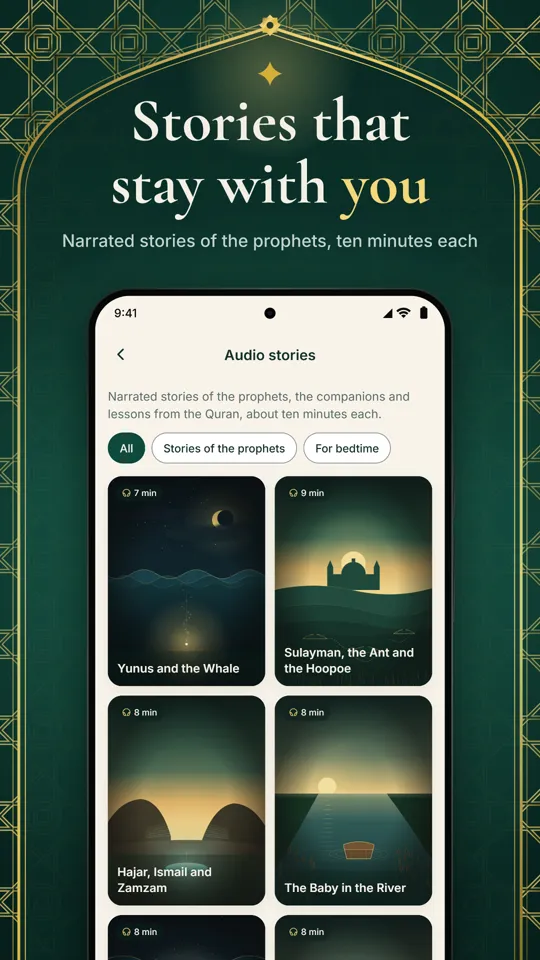 Stories that
stay with you
Narrated stories of the prophets, ten minutes each
9:41
Audio stories
Narrated stories of the prophets, the companions and
lessons from the Quran, about ten minutes each.
All
Stories of the prophets
For bedtime
7 min
Yunus and the Whale
9 min
Sulayman, the Ant and
the Hoopoe
8 min
Hajar, Ismail and
Zamzam
8 min
The Baby in the River
8 min
8 min